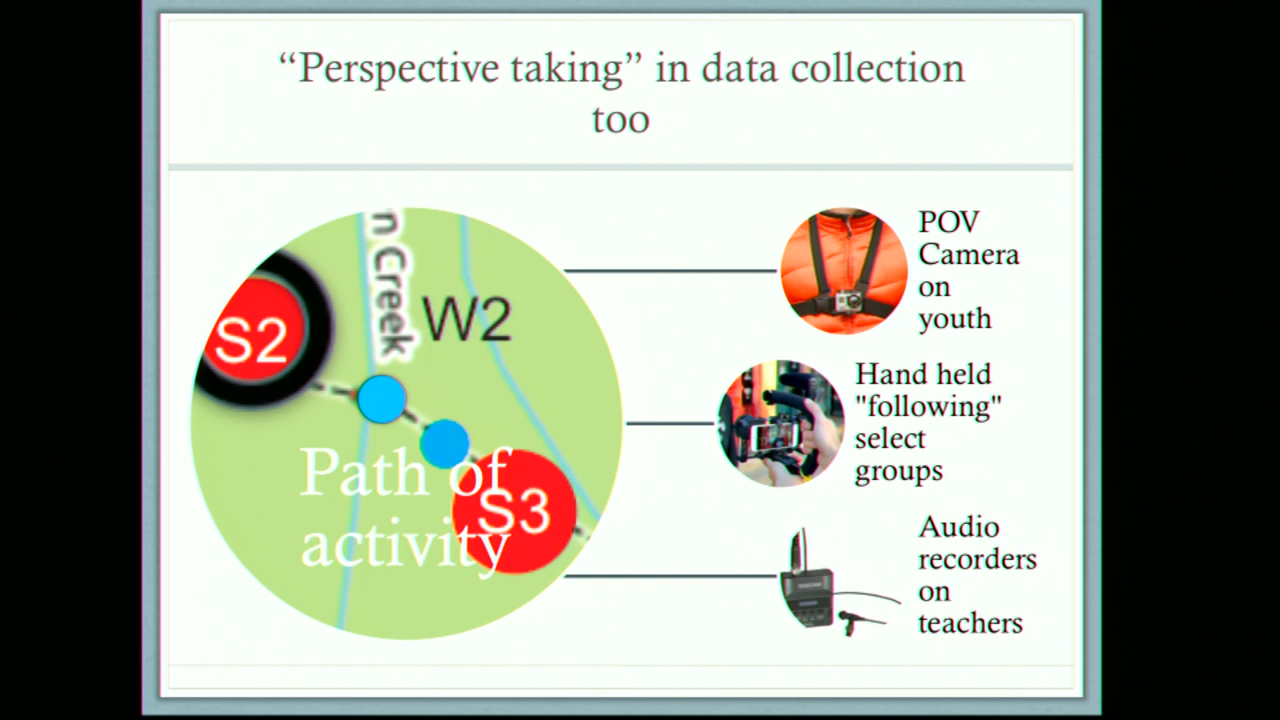 “Perspective taking” in data collection
too
n Creek
W2
S2
S3
Path of
activity
POV
Camera
on
youth
Hand held
"following"
select
groups
Audio
recorders
on
teachers